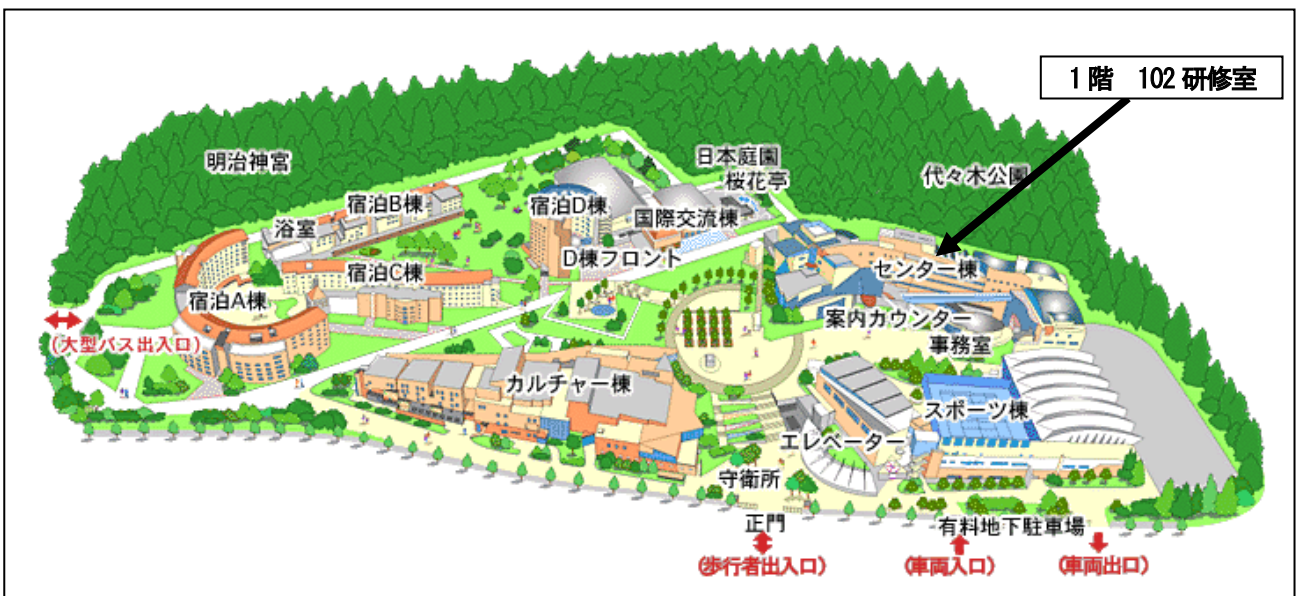 1階 102研修室
明治神宮
日本庭園
桜花亭
代々木公園
宿泊B棟
浴室
宿泊D棟
国際交流棟
D棟フロント
センター棟
宿泊C棟
宿泊A棟
案内カウンター
事務室
(大型バス出入口)
カルチャー棟
スポーツ棟
エレベーター
守衛所
正門
有料地下駐車場
(歩行者出入口)
(車両入口)
(車両出口)